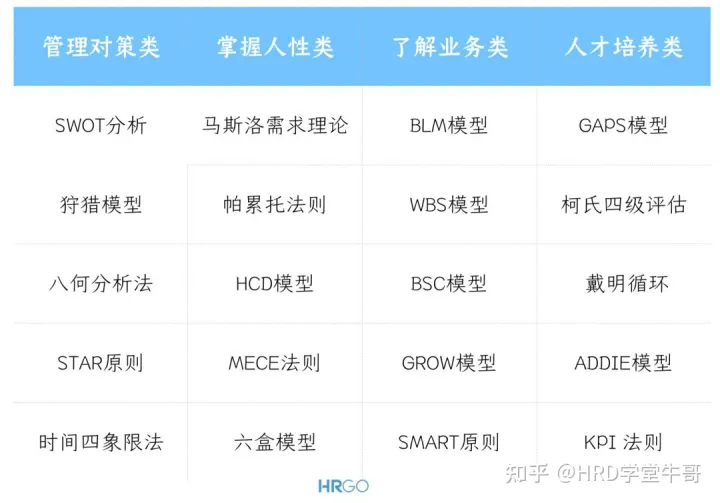 管理对策类 掌握人性类 了解业务类 人才培养类
SWOT分析 马斯洛需求理论 BLM模型 GAPS模型
狩猎模型 帕累托法则 WBS模型 柯氏四级评估
八何分析法 HCD模型 BSC模型 戴明循环
STAR原则 MECE法则 GROW模型 ADDIE模型
时间四象限法 六盒模型 SMART原则 KPI 法则
HRGO
知乎 @HRD学堂牛哥